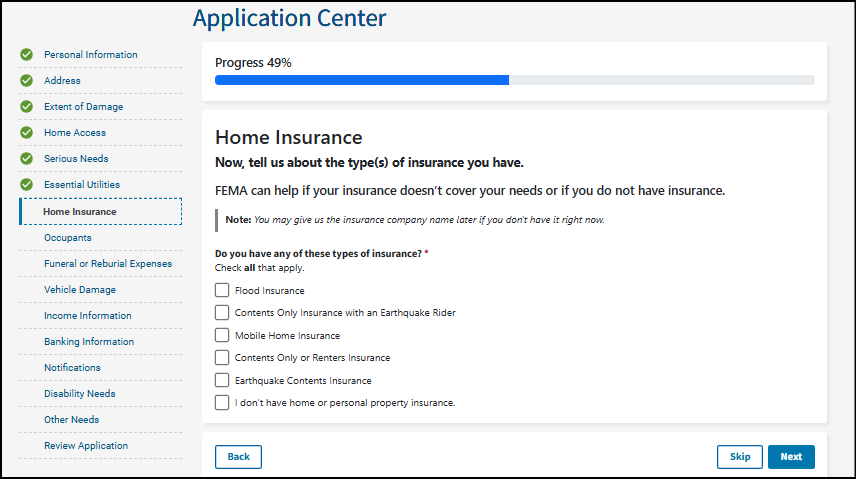 Application Center
Personal Information
Address
Extent of Damage
Home Access
Serious Needs
Essential Utilities
Home Insurance
Occupants
Funeral or Reburial Expenses
Vehicle Damage
Income Information
Banking Information
Notifications
Disability Needs
Other Needs
Review Application
Progress 49%
Home Insurance
Now, tell us about the type(s) of insurance you have.
FEMA can help if your insurance doesn't cover your needs or if you do not have insurance.
Note: You may give us the insurance company name later if you don't have it right now.
Do you have any of these types of insurance? *
Check all that apply.
Flood Insurance
Contents Only Insurance with an Earthquake Rider
Mobile Home Insurance
Contents Only or Renters Insurance
Earthquake Contents Insurance
I don't have home or personal property insurance.
Back
Skip
Next